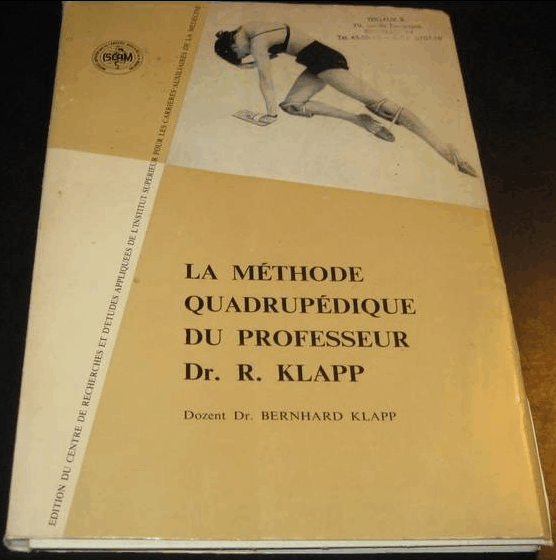 ISCAM
LA MÉTHODE
QUADRUPÉDIQUE
DU PROFESSEUR
Dr. R. KLAPP
Dozent Dr. BERNHARD KLAPP
EDITION DU CENTRE DE RECHERCHES ET D'ETUDES APPLIQUEES DE L'INSTITUT SUPERIEUR POUR LES CARRIERES AUXILIAIRES DE LA MEDECINE